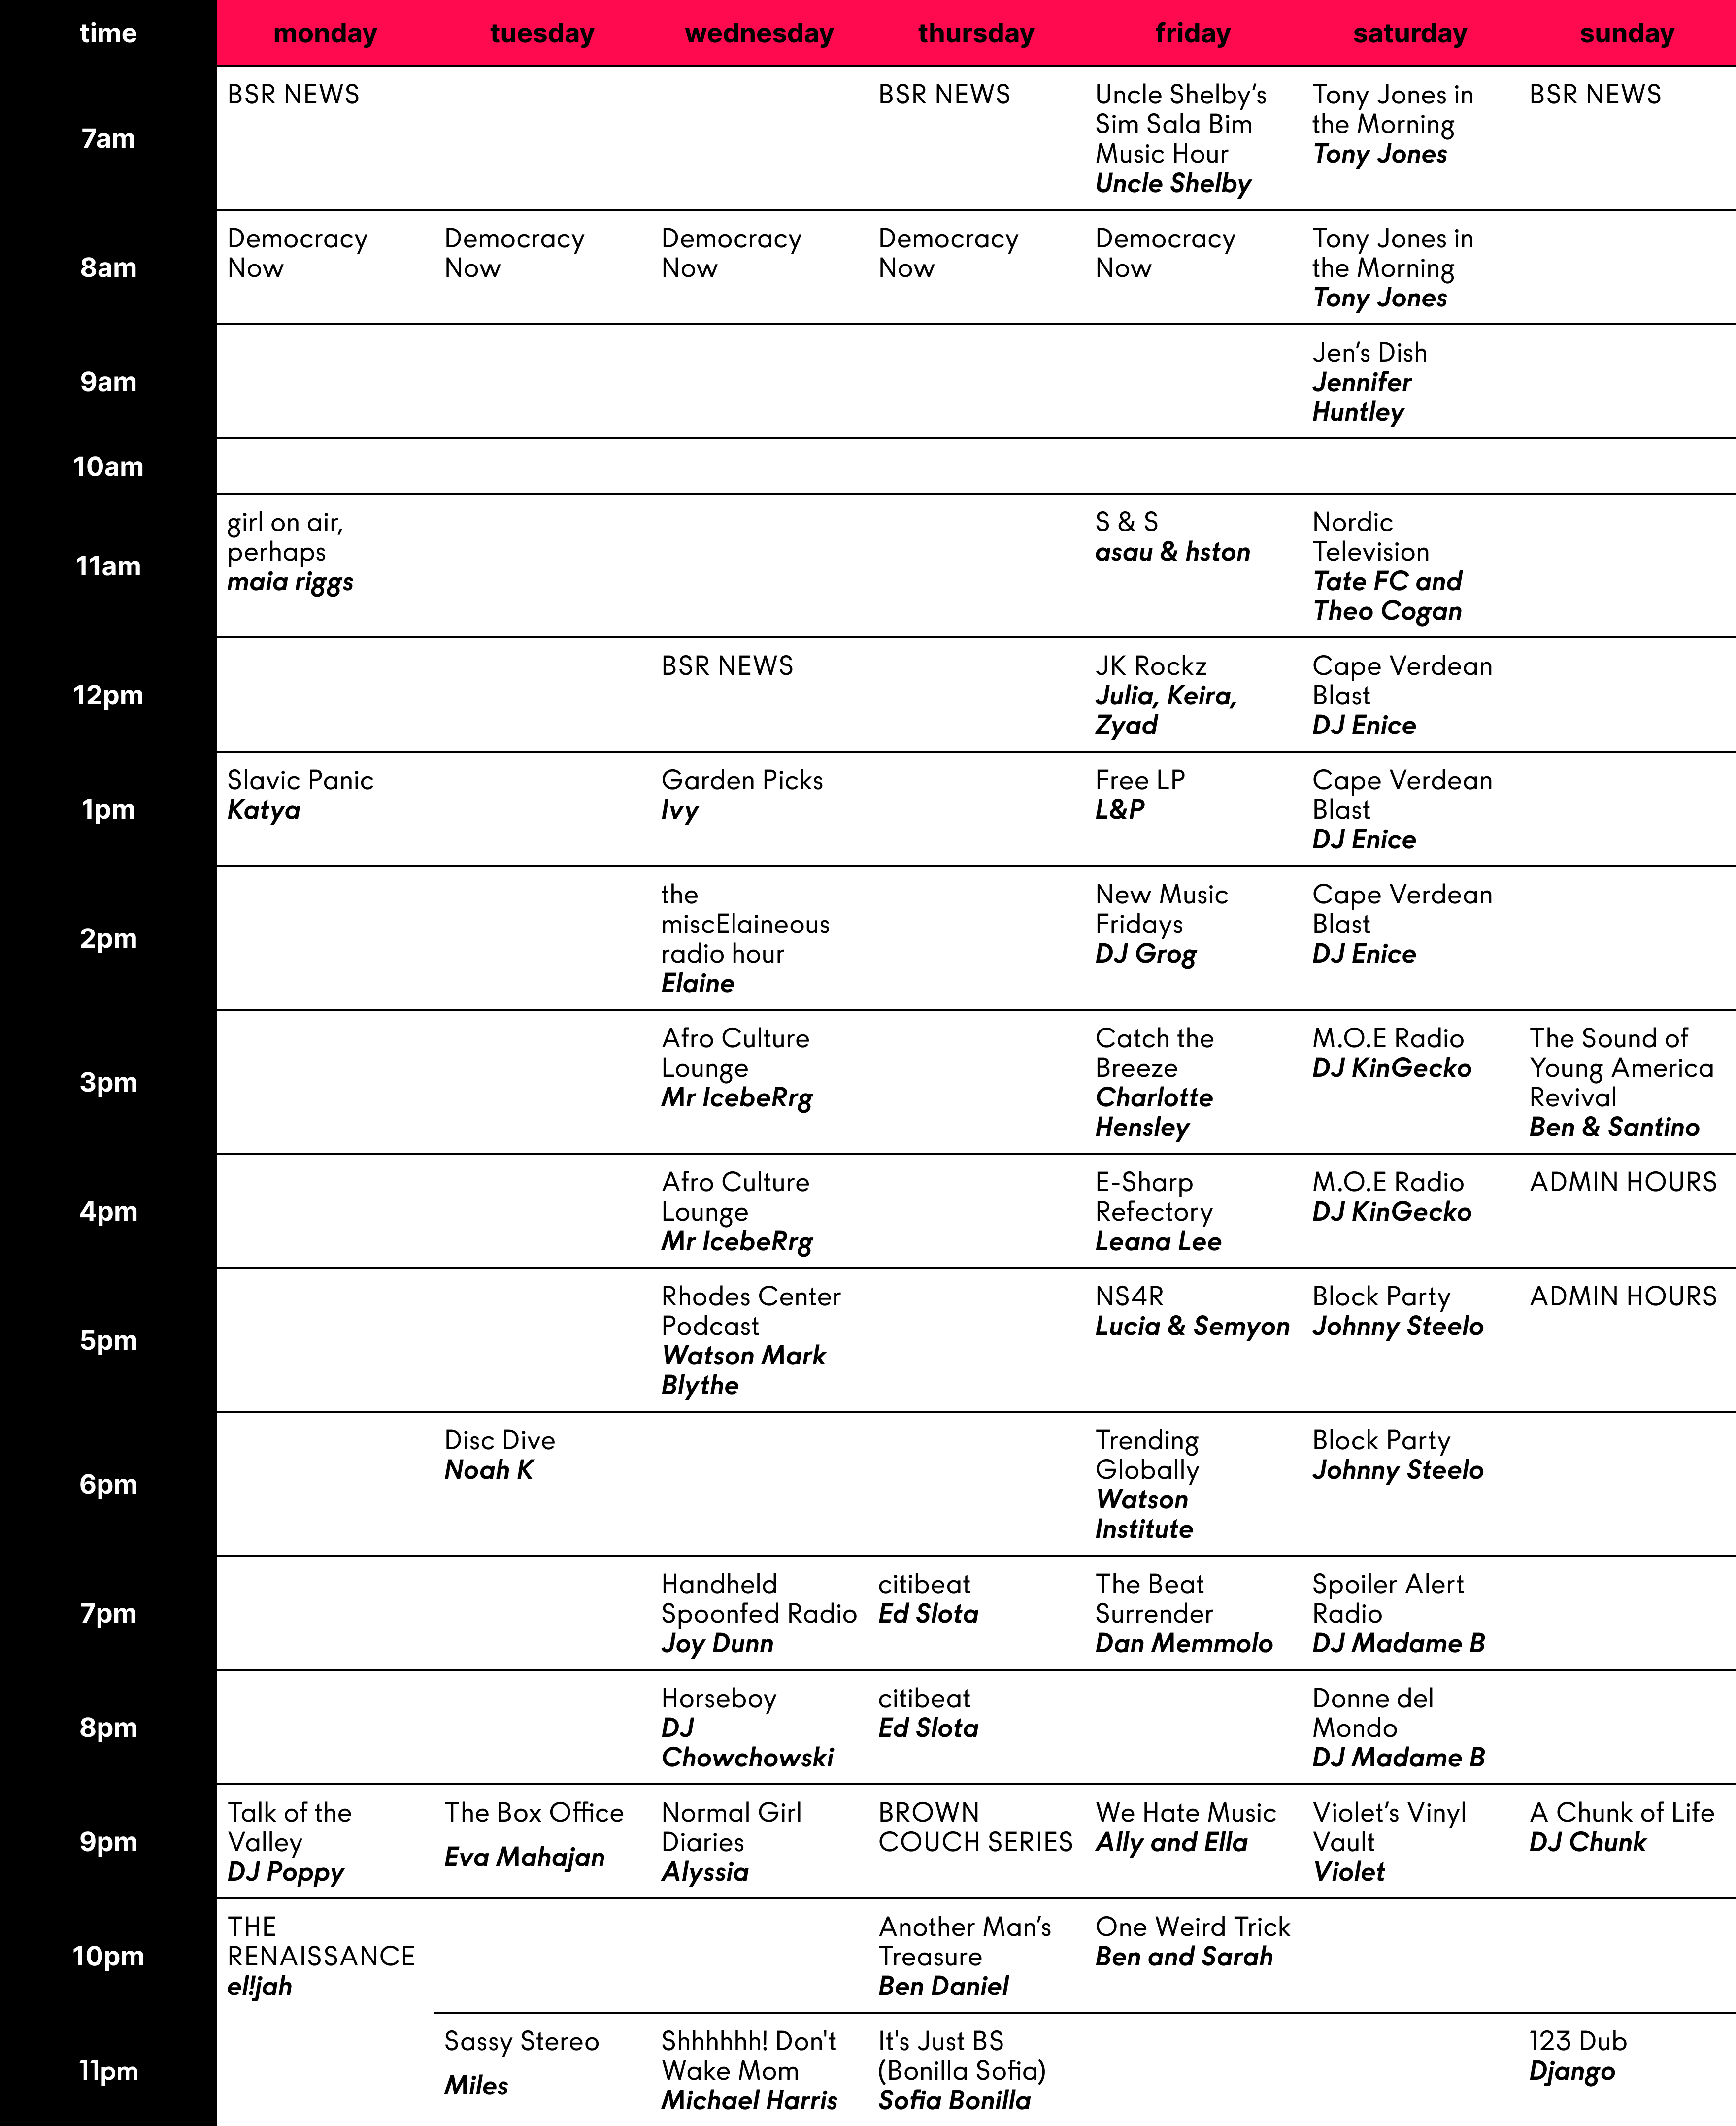 time monday tuesday wednesday thursday friday saturday sunday
7am
BSR NEWS
BSR NEWS
Uncle Shelby’s
Sim Sala Bim
Music Hour
Uncle Shelby
Tony Jones in
the Morning
Tony Jones
BSR NEWS
8am
Democracy
Now
Democracy
Now
Democracy
Now
Democracy
Now
Democracy
Now
Tony Jones in
the Morning
Tony Jones
9am
Jen’s Dish
Jennifer
Huntley
10am
11am
girl on air,
perhaps
maia riggs
S & S
asau & hston
Nordic
Television
Tate FC and
Theo Cogan
12pm
BSR NEWS
JK Rockz
Julia, Keira,
Zyad
Cape Verdean
Blast
DJ Enice
1pm
Slavic Panic
Katya
Garden Picks
Ivy
Free LP
L&P
Cape Verdean
Blast
DJ Enice
2pm
the
miscElaineous
radio hour
Elaine
New Music
Fridays
DJ Grog
Cape Verdean
Blast
DJ Enice
3pm
Afro Culture
Lounge
Mr IcebeRrg
Catch the
Breeze
Charlotte
Hensley
M.O.E Radio
DJ KinGecko
The Sound of
Young America
Revival
Ben & Santino
4pm
Afro Culture
Lounge
Mr IcebeRrg
E-Sharp
Refectory
Leana Lee
M.O.E Radio
DJ KinGecko
ADMIN HOURS
5pm
Rhodes Center
Podcast
Watson Mark
Blythe
NS4R
Lucia & Semyon
Block Party
Johnny Steelo
ADMIN HOURS
6pm
Disc Dive
Noah K
Trending
Globally
Watson
Institute
Block Party
Johnny Steelo
7pm
Handheld
Spoonfed Radio
Joy Dunn
citibeat
Ed Slota
The Beat
Surrender
Dan Memmolo
Spoiler Alert
Radio
DJ Madame B
8pm
Horseboy
DJ
Chowchowski
citibeat
Ed Slota
Donne del
Mondo
DJ Madame B
9pm
Talk of the
Valley
DJ Poppy
The Box Office
Eva Mahajan
Normal Girl
Diaries
Alyssia
BROWN
COUCH SERIES
We Hate Music
Ally and Ella
Violet’s Vinyl
Vault
Violet
A Chunk of Life
DJ Chunk
10pm
THE
RENAISSANCE
el!jah
Another Man’s
Treasure
Ben Daniel
One Weird Trick
Ben and Sarah
11pm
Sassy Stereo
Miles
Shhhhhh! Don't
Wake Mom
Michael Harris
It's Just BS
(Bonilla Sofia)
Sofia Bonilla
123 Dub
Django